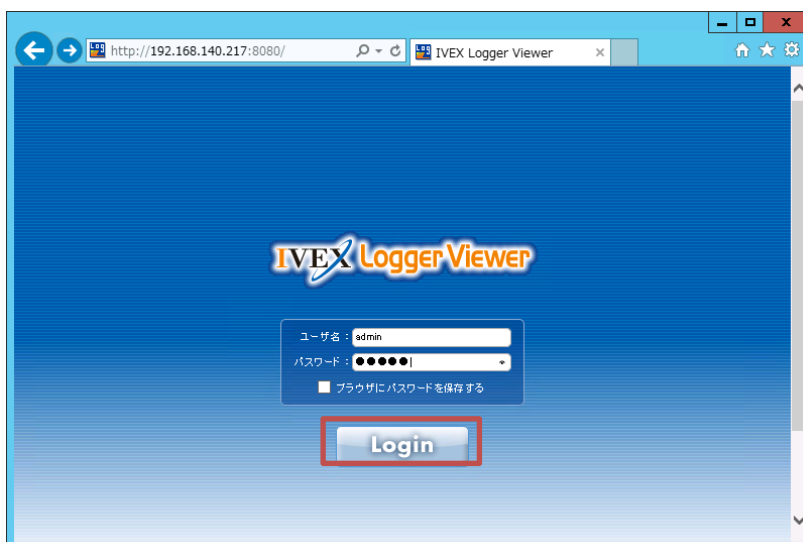 http://192.168.140.217:8080/
IVEX Logger Viewer
IVEX Logger Viewer
ユーザ名： admin
パスワード： ●●●●●
ブラウザにパスワードを保存する
Login